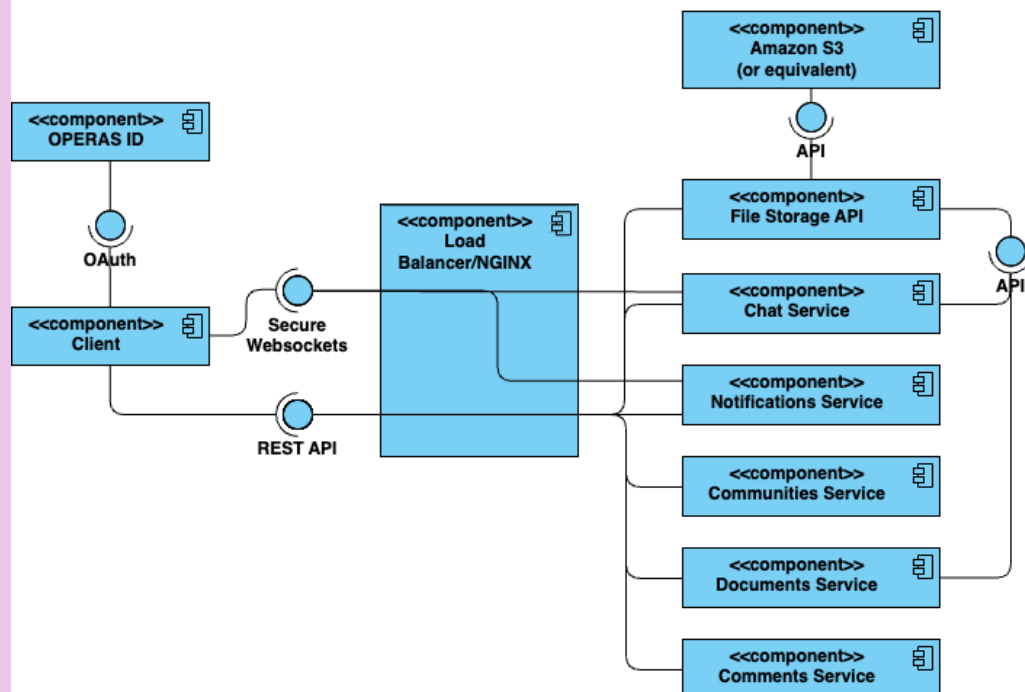 <<component>>
Amazon S3
(or equivalent)
<<component>>
OPERAS ID
API
<<component>>
File Storage API
<<component>>
Load
Balancer/NGINX
OAuth
API
<<component>>
Chat Service
<<component>>
Client
Secure
Websockets
<<component>>
Notifications Service
REST API
<<component>>
Communities Service
<<component>>
Documents Service
<<component>>
Comments Service